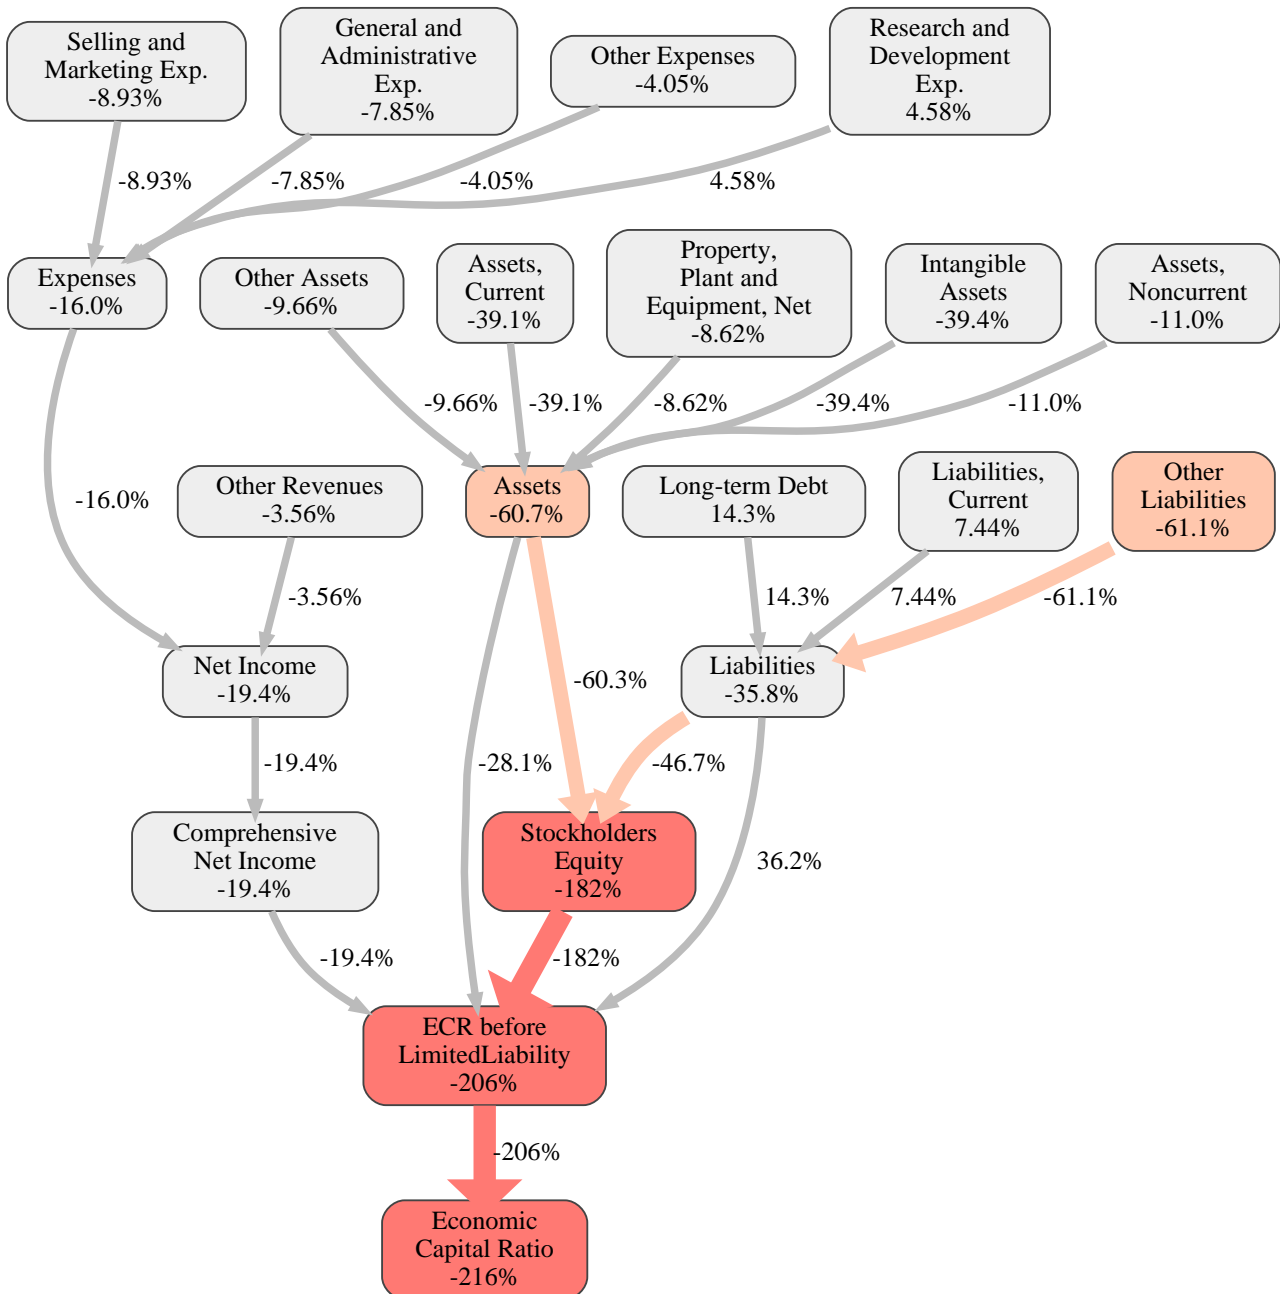 Selling and
Marketing Exp.
-8.93%
General and
Administrative
Exp.
-7.85%
Other Expenses
-4.05%
Research and
Development
Exp.
4.58%
-8.93%
-7.85%
-4.05%
4.58%
Expenses
-16.0%
Other Assets
-9.66%
Assets,
Current
-39.1%
Property,
Plant and
Equipment, Net
-8.62%
Intangible
Assets
-39.4%
Assets,
Noncurrent
-11.0%
-9.66%
-39.1%
-8.62%
-39.4%
-11.0%
-16.0%
Other Revenues
-3.56%
Assets
-60.7%
Long-term Debt
14.3%
Liabilities,
Current
7.44%
Other
Liabilities
-61.1%
-3.56%
14.3%
7.44%
-61.1%
Net Income
-19.4%
-60.3%
Liabilities
-35.8%
-19.4%
-28.1%
-46.7%
Comprehensive
Net Income
-19.4%
Stockholders
Equity
-182%
36.2%
-19.4%
-182%
ECR before
LimitedLiability
-206%
-206%
Economic
Capital Ratio
-216%